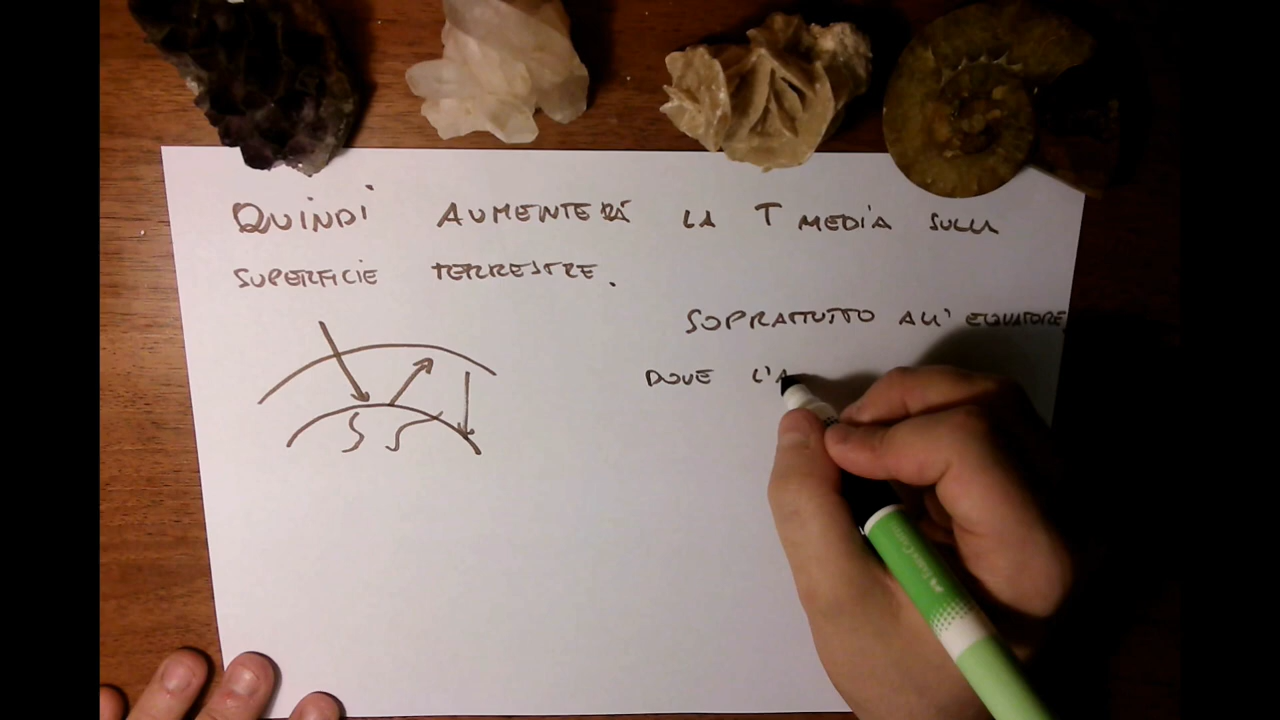 QUINDI AUMENTERÀ LA T MEDIA SULLA
SUPERFICIE TERRESTRE.
SOPRATTUTTO ALL' EQUATORE,
DOVE L'A